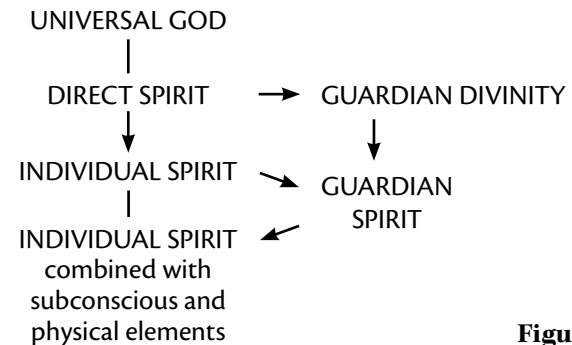 UNIVERSAL GOD
DIRECT SPIRIT
GUARDIAN DIVINITY
INDIVIDUAL SPIRIT
GUARDIAN
SPIRIT
INDIVIDUAL SPIRIT
combined with
subconscious and
physical elements
Figu